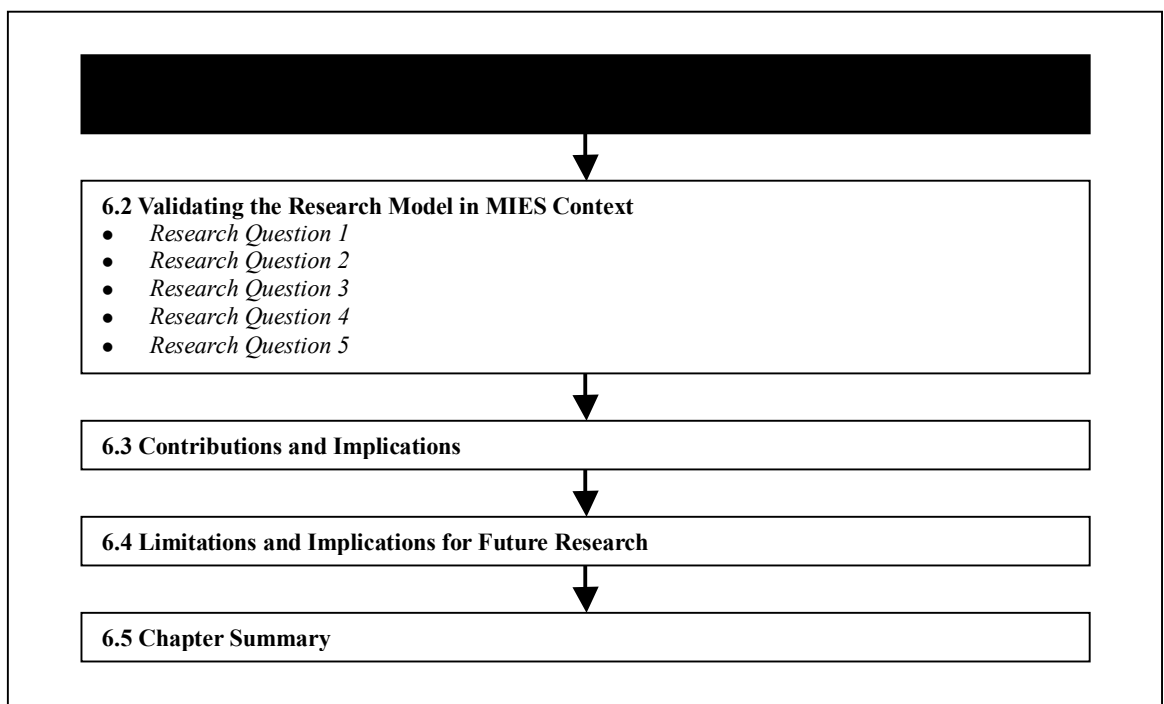 6.2 Validating the Research Model in MIES Context
● Research Question 1
● Research Question 2
● Research Question 3
● Research Question 4
● Research Question 5
6.3 Contributions and Implications
6.4 Limitations and Implications for Future Research
6.5 Chapter Summary